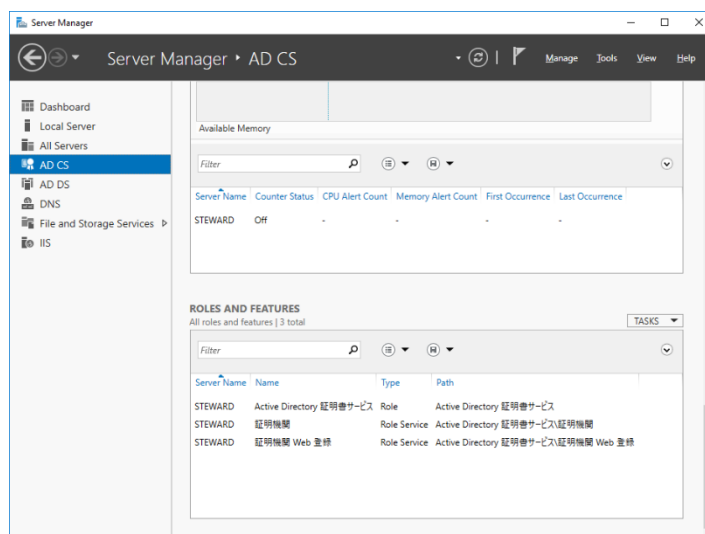 Server Manager
Server Manager • AD CS
Manage Tools View Help
Dashboard
Local Server
All Servers
AD CS
AD DS
DNS
File and Storage Services
IIS
Available Memory
Filter
Server Name Counter Status CPU Alert Count Memory Alert Count First Occurrence Last Occurrence
STEWARD Off - - - -
ROLES AND FEATURES
All roles and features | 3 total
TASKS
Filter
Server Name Name Type Path
STEWARD Active Directory 証明書サービス Role Active Directory 証明書サービス
STEWARD 証明機関 Role Service Active Directory 証明書サービス\証明機関
STEWARD 証明機関 Web 登録 Role Service Active Directory 証明書サービス\証明機関 Web 登録